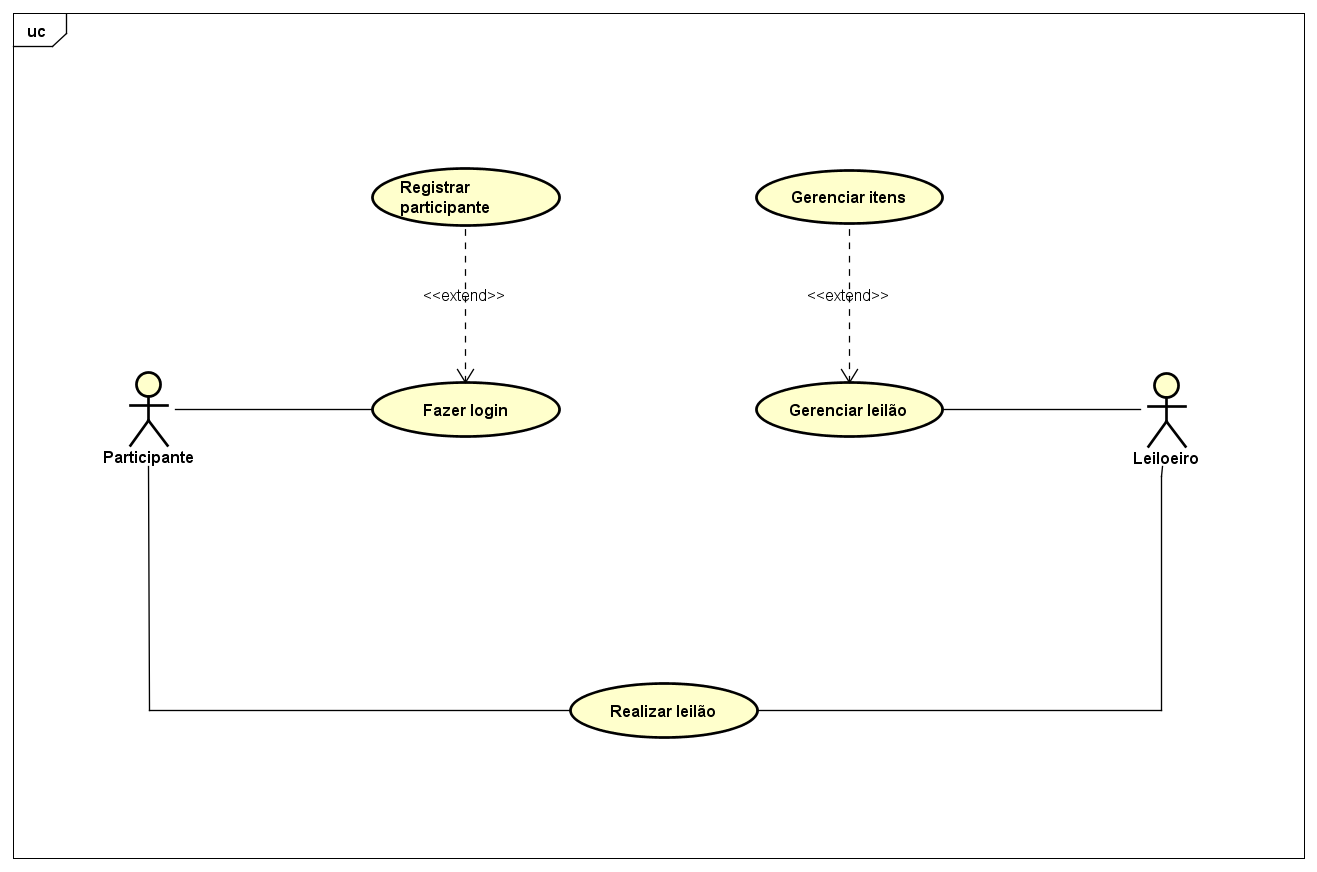 uc
Registrar
participante
Gerenciar itens
<<extend>>
<<extend>>
Fazer login
Gerenciar leilão
Participante
Leiloeiro
Realizar leilão